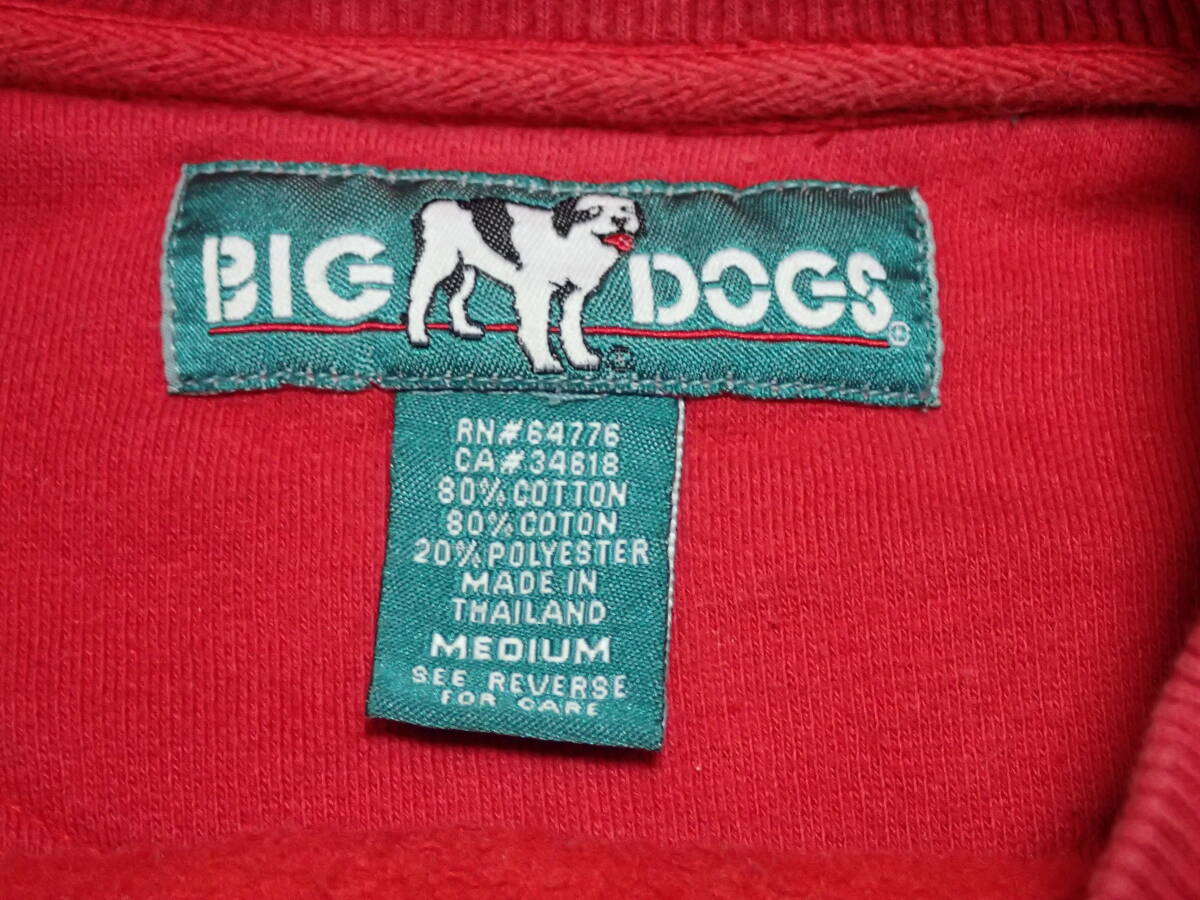 BIG DOGS
RN#64776
CA#34618
80% COTTON
80% COTON
20% POLYESTER
MADE IN
THAILAND
MEDIUM
SEE REVERSE
FOR CARE